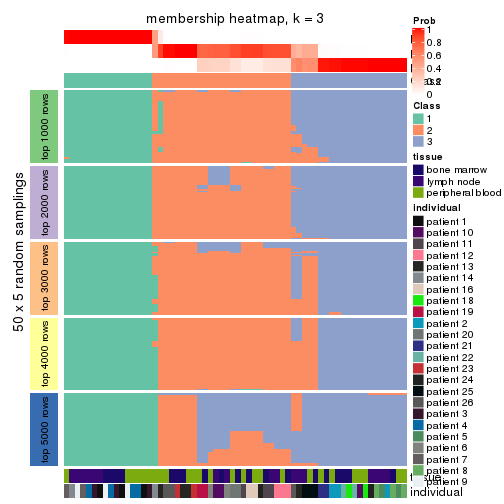 membership heatmap, k = 3
50 x 5 random samplings
top 1000 rows
top 2000 rows
top 3000 rows
top 4000 rows
top 5000 rows
Prob
1
0.8
0.6
0.4
0.2
0
Class
Class
1
2
3
tissue
bone marrow
lymph node
peripheral blood
individual
patient 1
patient 10
patient 11
patient 12
patient 13
patient 14
patient 16
patient 18
patient 19
patient 2
patient 20
patient 21
patient 22
patient 23
patient 24
patient 25
patient 26
patient 3
patient 4
patient 5
patient 6
patient 7
patient 8
patient 9
tissue
individual